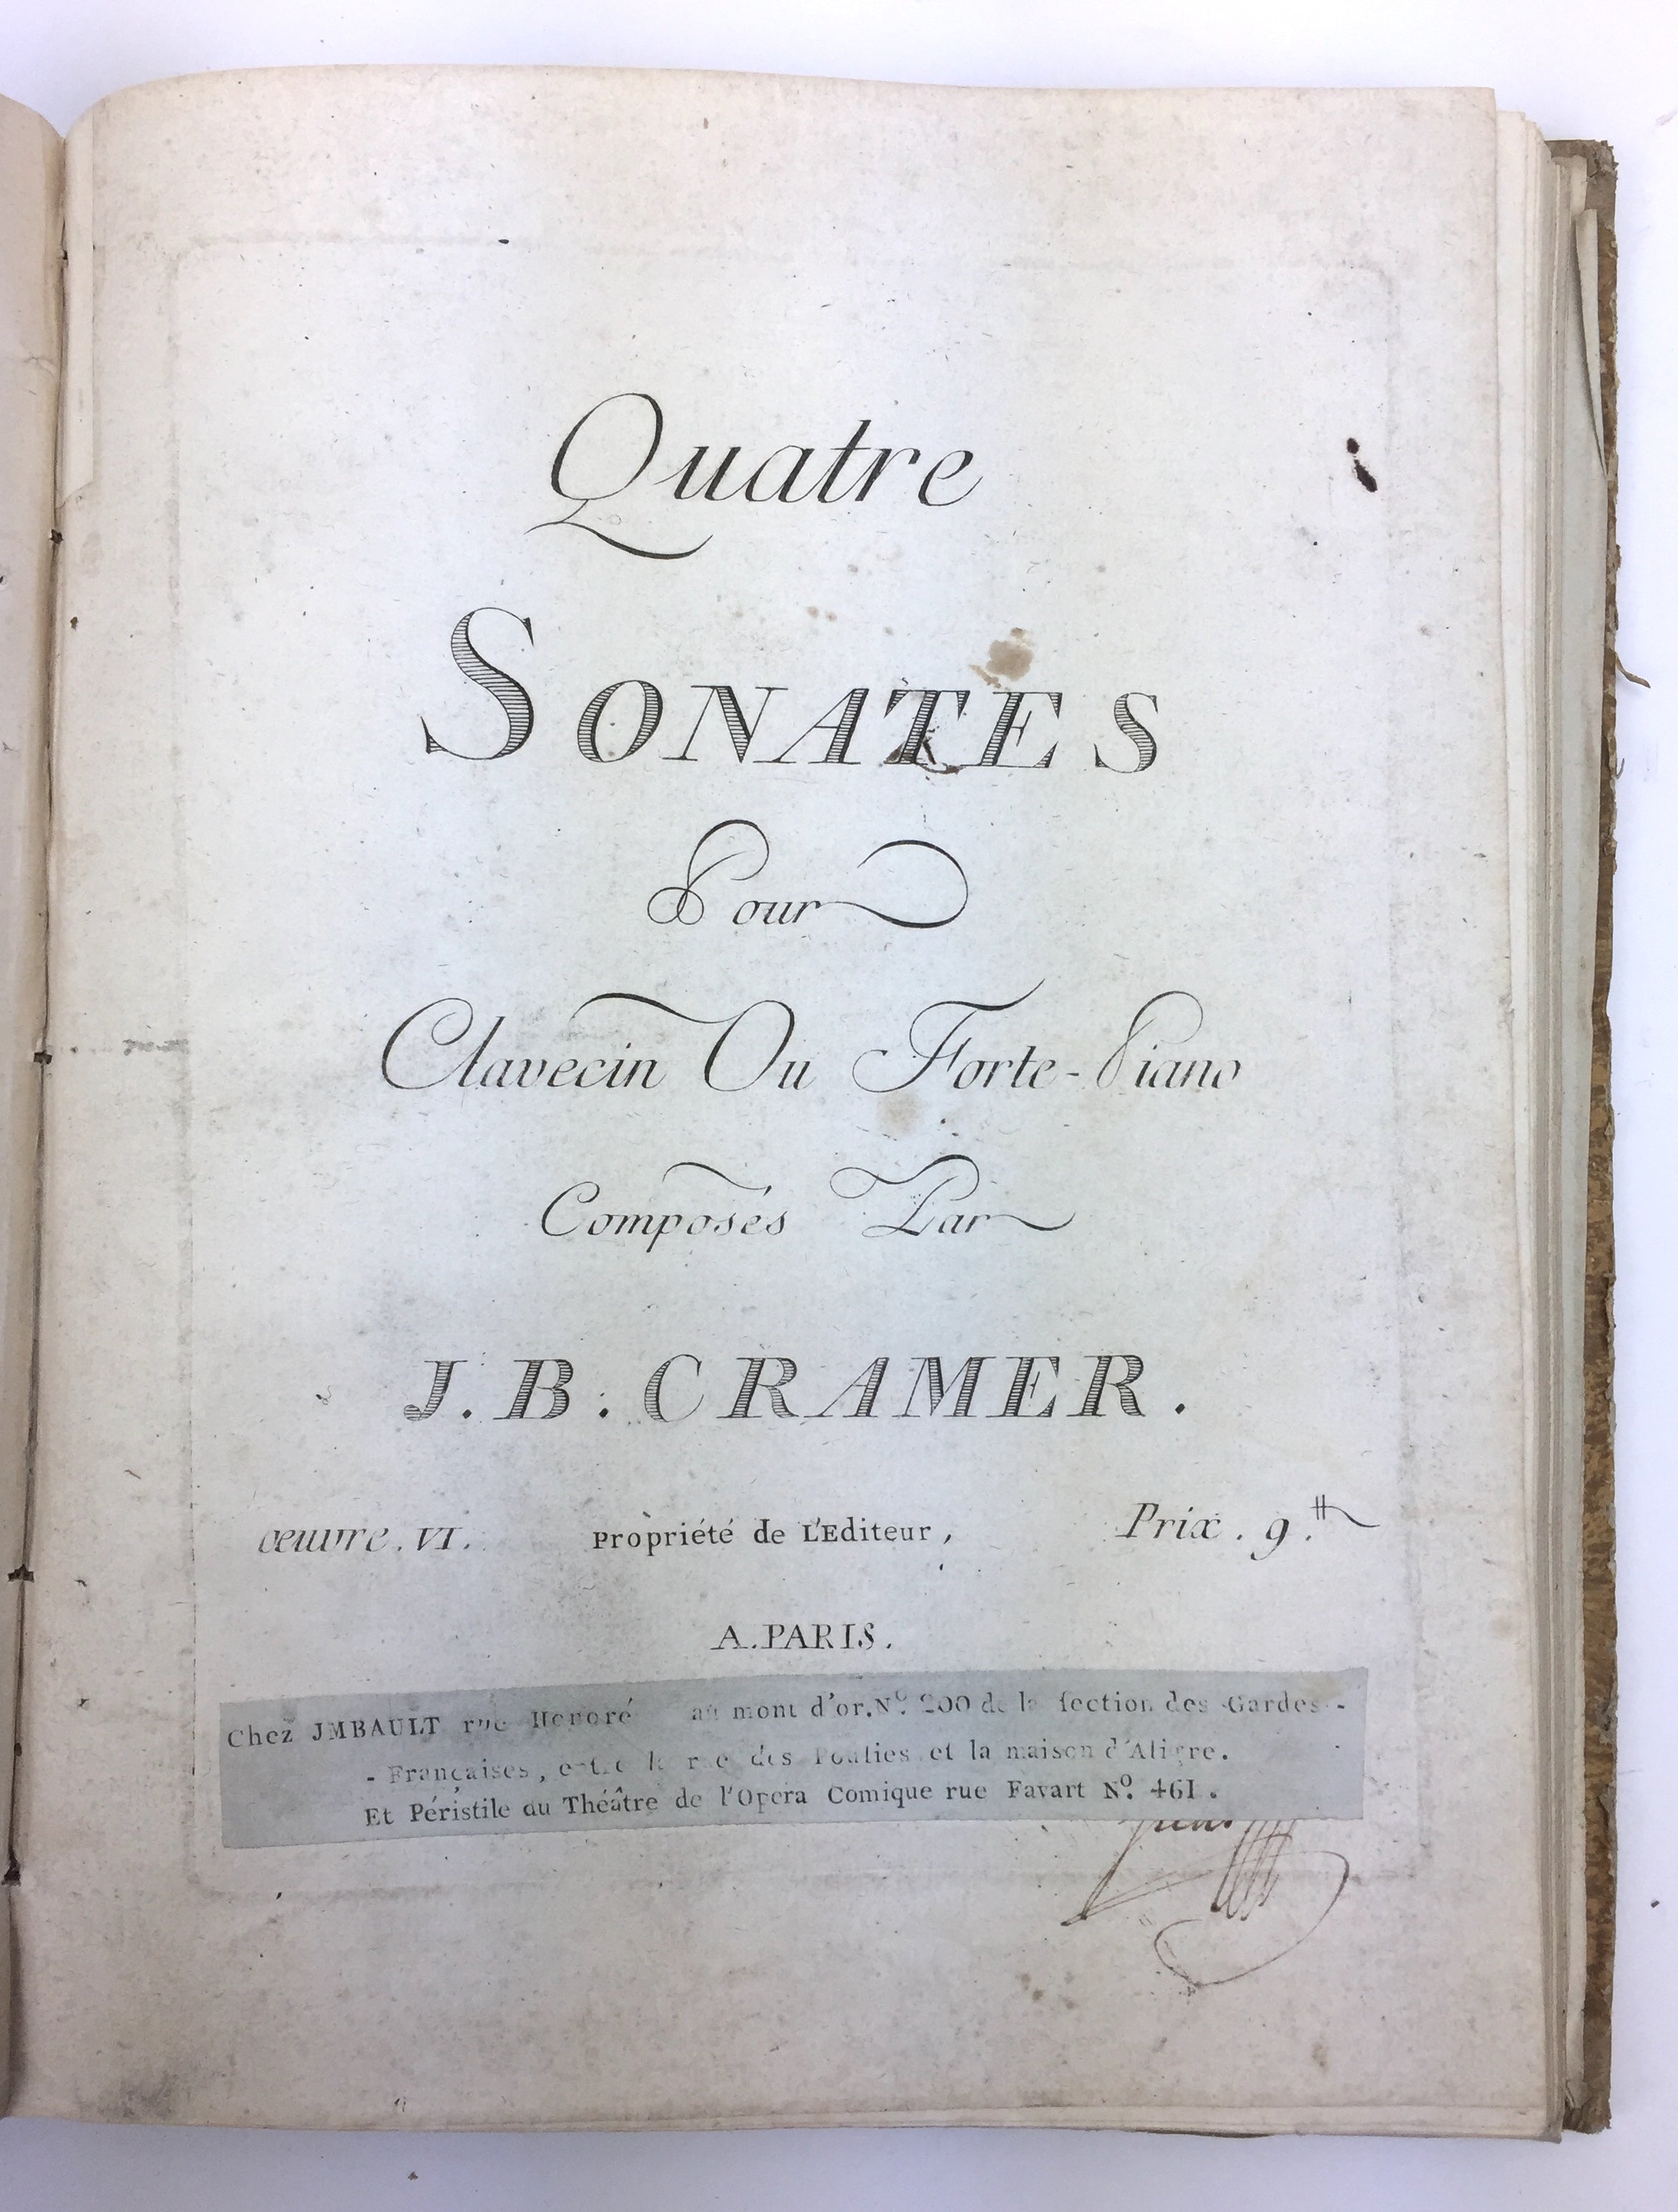 Quatre
SONATES
Pour
Clavecin Ou Forte-Piano
Composés Par
J. B. CRAMER.
œuvre. VI. Propriété de L'Editeur, Prix. 9.tt
A. PARIS.
Chez JMBAULT rue Honoré au mont d'or. No. 200 de la section des Gardes-
-Françaises, entre la rue des Poulies et la maison d'Aligre.
Et Péristile du Théâtre de l'Opera Comique rue Favart No. 461.